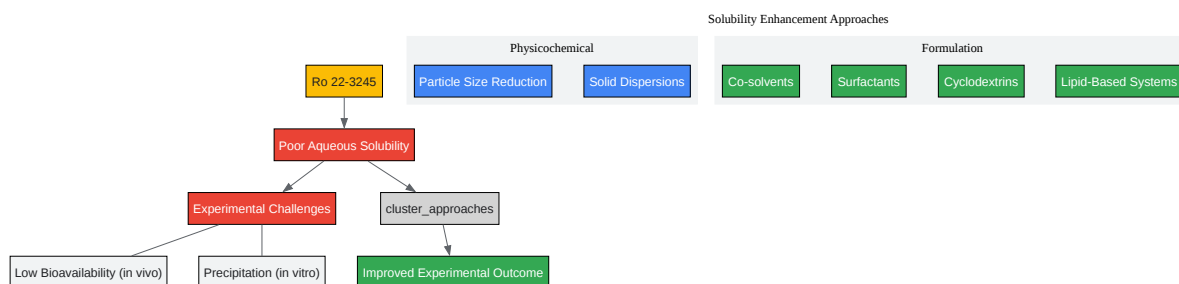 Solubility Enhancement Approaches
Physicochemical
Formulation
Ro 22-3245
Particle Size Reduction
Solid Dispersions
Co-solvents
Surfactants
Cyclodextrins
Lipid-Based Systems
Poor Aqueous Solubility
Experimental Challenges
cluster_approaches
Low Bioavailability (in vivo)
Precipitation (in vitro)
Improved Experimental Outcome